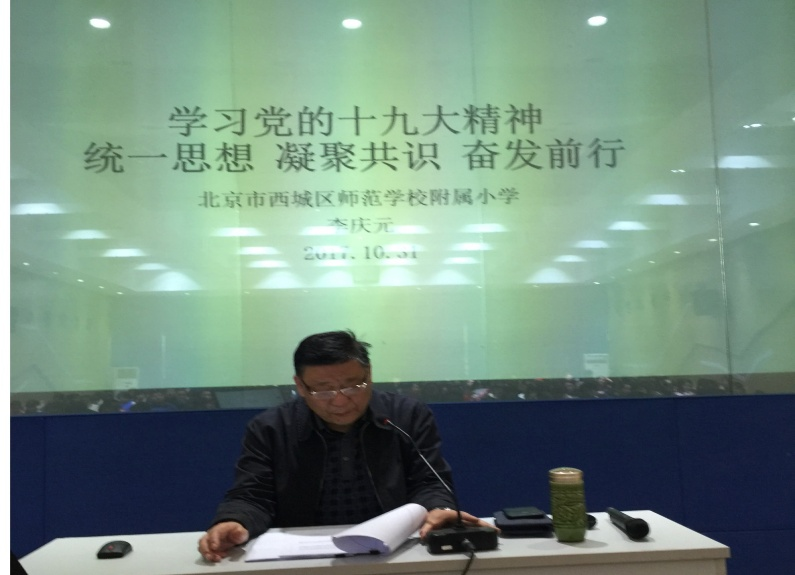 学习党的十九大精神
统一思想 凝聚共识 奋发前行
北京市西城区师范学校附属小学
李庆元
2017.10.31